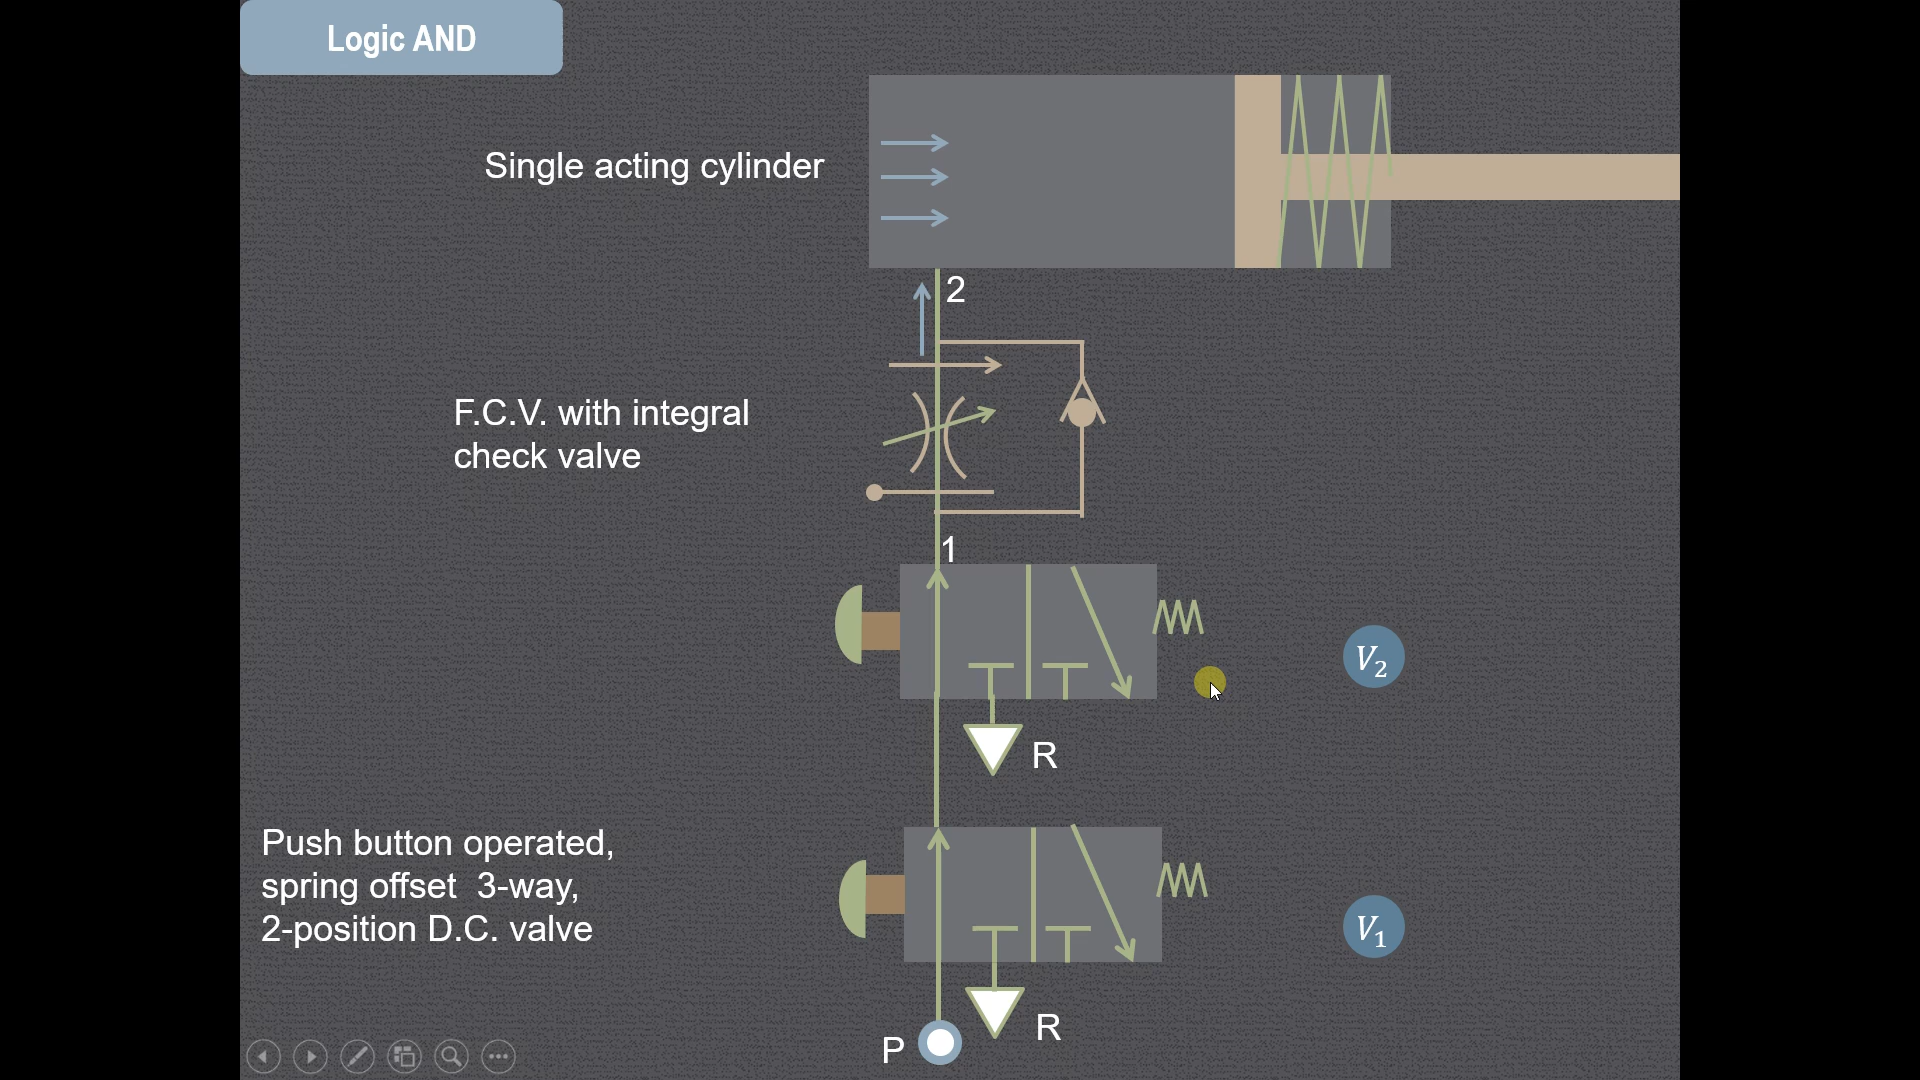 Logic AND
Single acting cylinder
2
F.C.V. with integral
check valve
1
V₂
R
Push button operated,
spring offset  3-way,
2-position D.C. valve
V₁
R
P